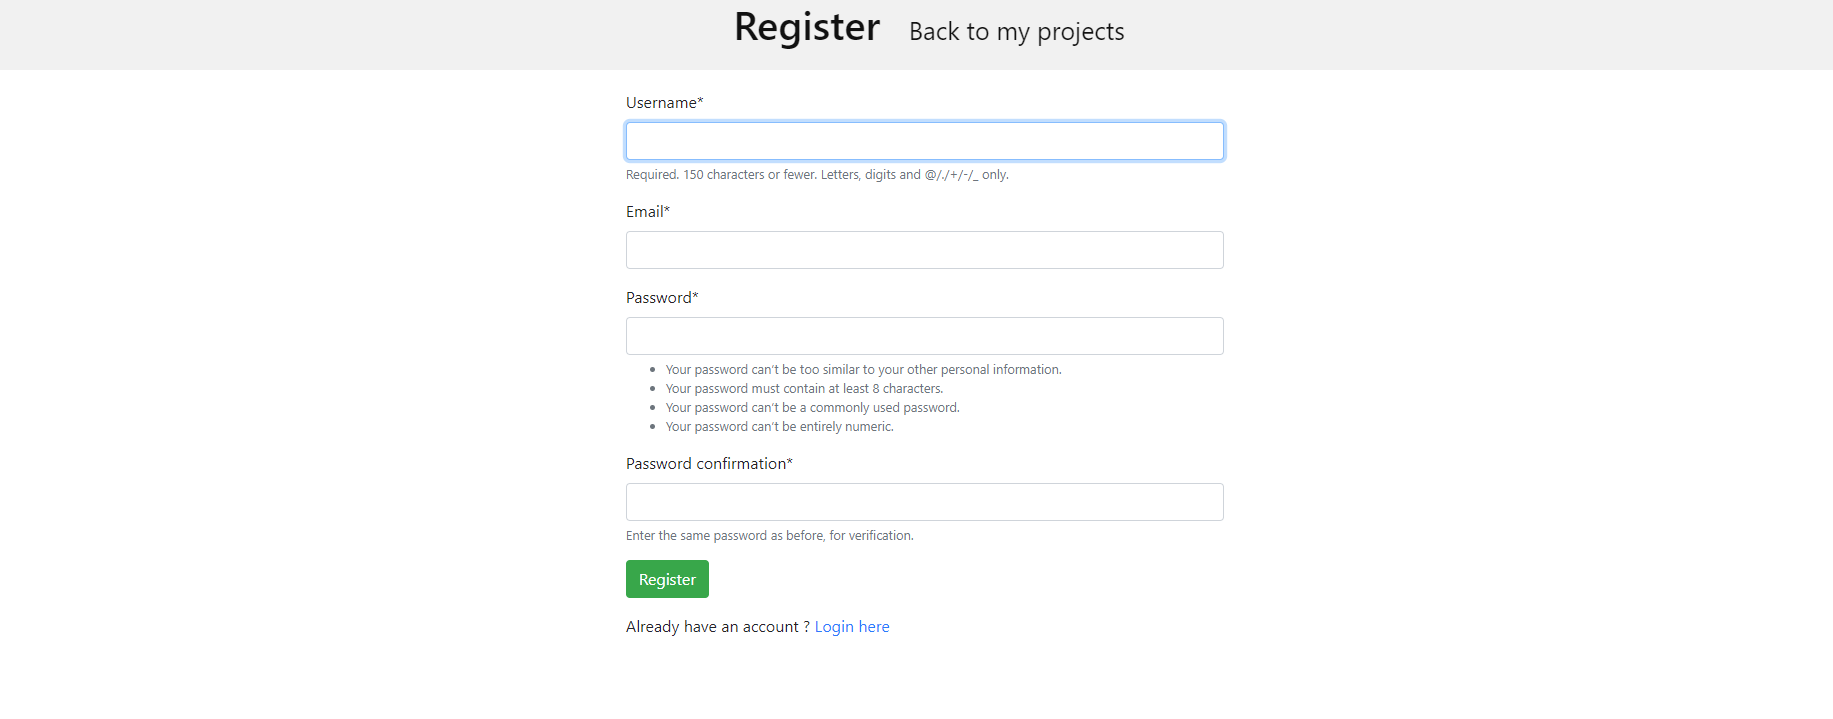 Register Back to my projects
Username*
Required. 150 characters or fewer. Letters, digits and @/./+/-/_ only.
Email*
Password*
• Your password can’t be too similar to your other personal information.
• Your password must contain at least 8 characters.
• Your password can’t be a commonly used password.
• Your password can’t be entirely numeric.
Password confirmation*
Enter the same password as before, for verification.
Register
Already have an account ? Login here